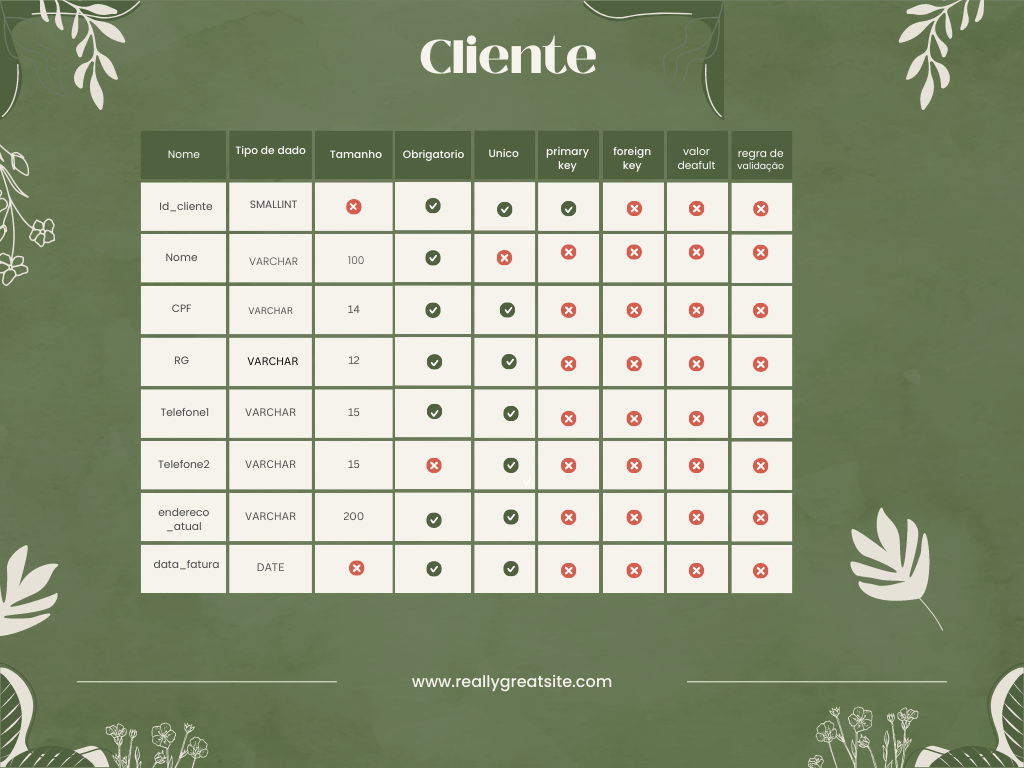 Cliente
Nome Tipo de dado Tamanho Obrigatorio Unico primary key foreign key valor deafult regra de validação
Id_cliente SMALLINT
Nome VARCHAR 100
CPF VARCHAR 14
RG VARCHAR 12
Telefone1 VARCHAR 15
Telefone2 VARCHAR 15
endereco _atual VARCHAR 200
data_fatura DATE
www.reallygreatsite.com